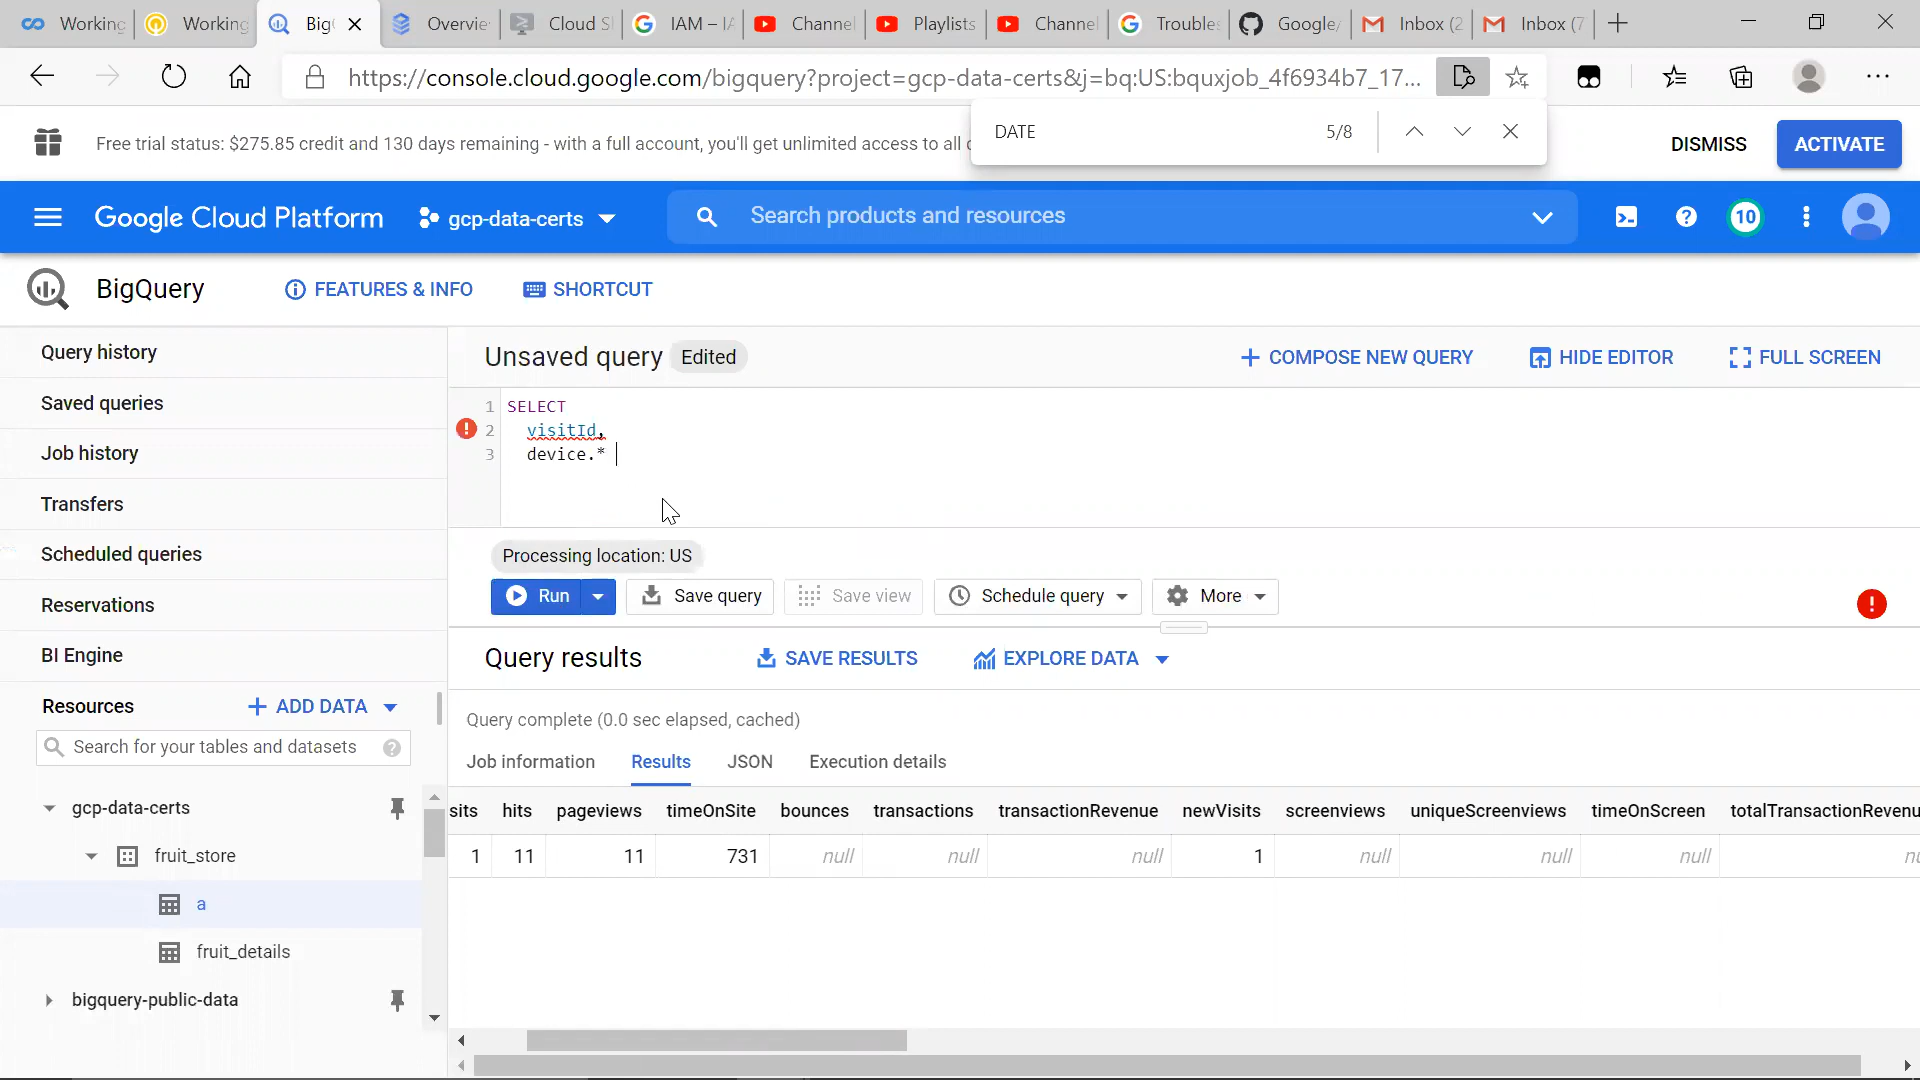 Working
Working
Big
Overvie
Cloud S
IAM – I
Channel
Playlists
Channel
Troubles
Google/
Inbox (2
Inbox (7
https://console.cloud.google.com/bigquery?project=gcp-data-certs&j=bq:US:bquxjob_4f6934b7_17...
DATE
5/8
Free trial status: $275.85 credit and 130 days remaining - with a full account, you'll get unlimited access to all
DISMISS
ACTIVATE
Google Cloud Platform
gcp-data-certs
Search products and resources
10
BigQuery
FEATURES & INFO
SHORTCUT
Query history
Saved queries
Job history
Transfers
Scheduled queries
Reservations
BI Engine
Resources
ADD DATA
Search for your tables and datasets
gcp-data-certs
fruit_store
a
fruit_details
bigquery-public-data
Unsaved query
Edited
COMPOSE NEW QUERY
HIDE EDITOR
FULL SCREEN
1 SELECT
2 visitId,
3 device.*
Processing location: US
Run
Save query
Save view
Schedule query
More
Query results
SAVE RESULTS
EXPLORE DATA
Query complete (0.0 sec elapsed, cached)
Job information
Results
JSON
Execution details
sits hits pageviews timeOnSite bounces transactions transactionRevenue newVisits screenviews uniqueScreenviews timeOnScreen totalTransactionRevenu
1 11 11 731 null null null 1 null null null nu